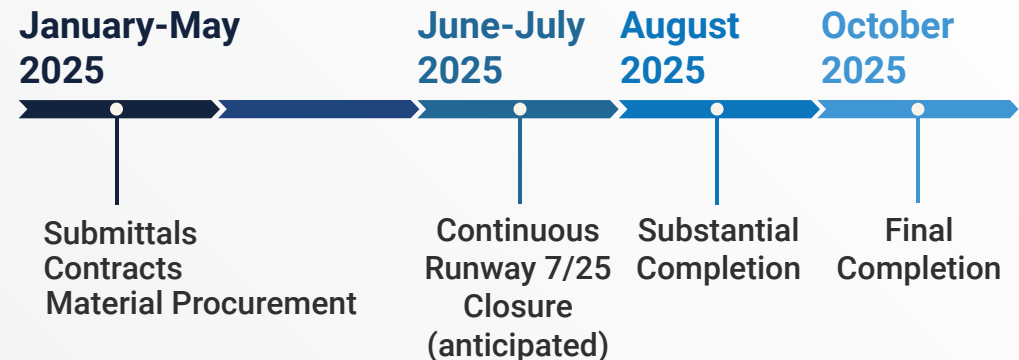 January-May
2025
June-July
2025
August
2025
October
2025
Submittals
Contracts
Material Procurement
Continuous
Runway 7/25
Closure
(anticipated)
Substantial
Completion
Final
Completion